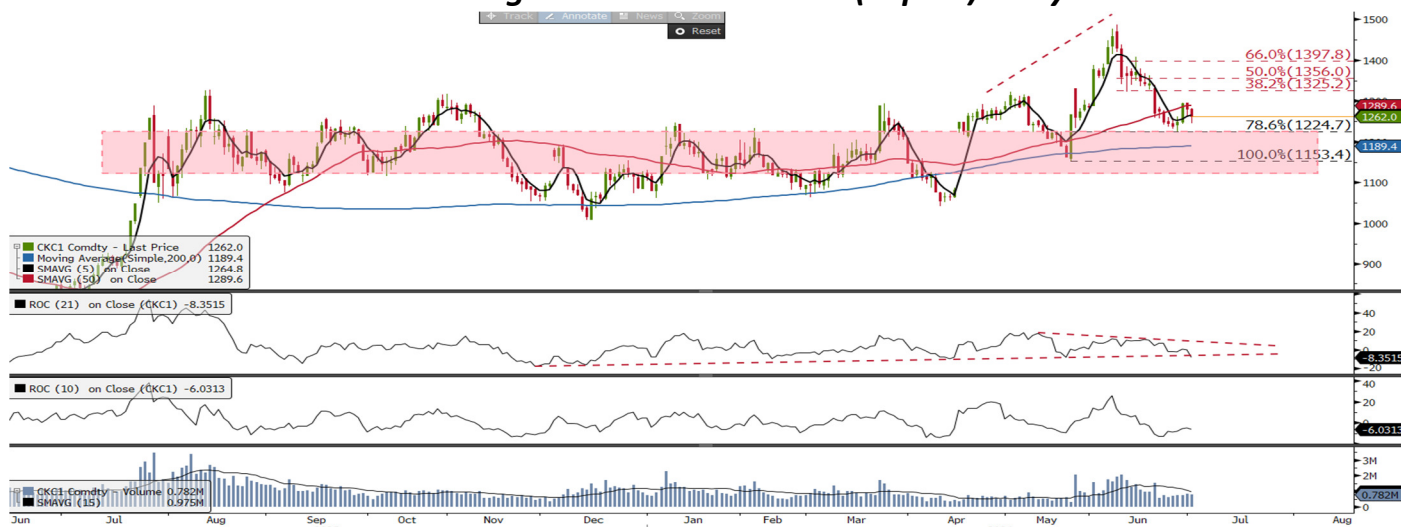 Track Annotate News Zoom
Reset
1500
1400
1300
1289.6
1262.0
1189.4
1100
1000
900
66.0%(1397.8)
50.0%(1356.0)
38.2%(1325.2)
78.6%(1224.7)
100.0%(1153.4)
CKC1 Comdty - Last Price 1262.0
Moving Average(Simple,200,0) 1189.4
SMAVG (5) on Close 1264.8
SMAVG (50) on Close 1289.6
ROC (21) on Close (CKC1) -8.3515
40
20
0
-8.3515
-20
ROC (10) on Close (CKC1) -6.0313
40
20
-6.0313
CKC1 Comdty - Volume 0.782M
SMAVG (15) 0.975M
3M
2M
0.782M
0
Jun Jul Aug Sep Oct Nov Dec Jan Feb Mar Apr May Jun Jul Aug